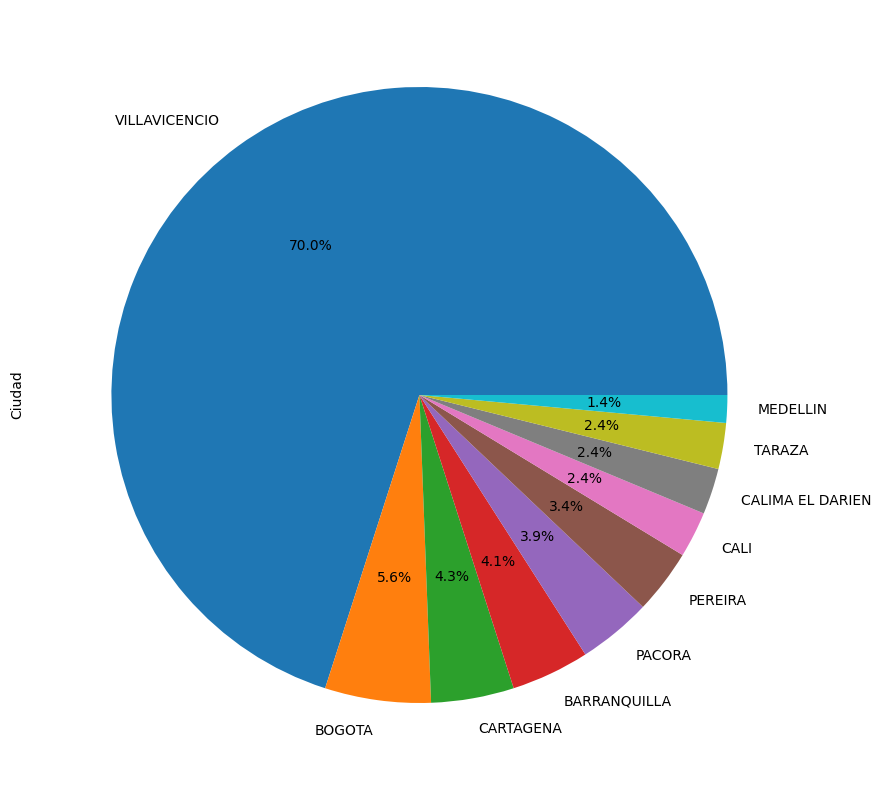 VILLAVICENCIO
70.0%
Ciudad
1.4%
MEDELLIN
2.4%
TARAZA
2.4%
CALIMA EL DARIEN
2.4%
CALI
3.4%
PEREIRA
3.9%
PACORA
4.1%
BARRANQUILLA
4.3%
CARTAGENA
5.6%
BOGOTA